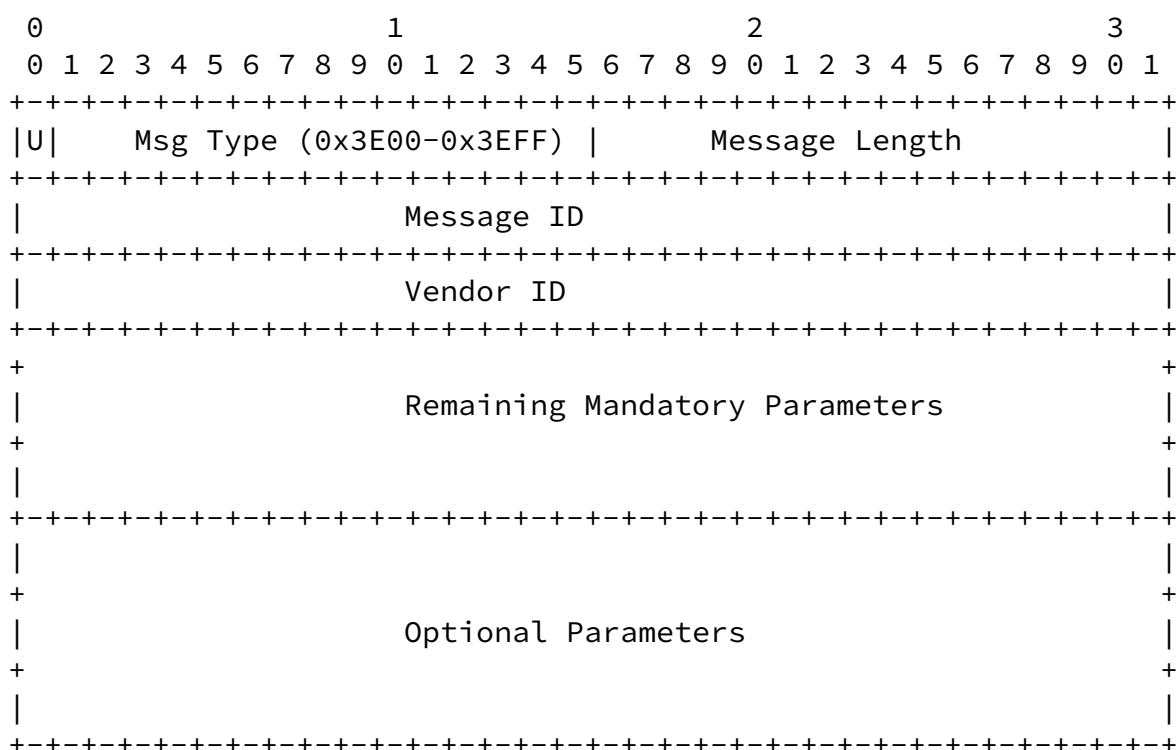 0                   1                   2                   3
 0 1 2 3 4 5 6 7 8 9 0 1 2 3 4 5 6 7 8 9 0 1 2 3 4 5 6 7 8 9 0 1
+-+-+-+-+-+-+-+-+-+-+-+-+-+-+-+-+-+-+-+-+-+-+-+-+-+-+-+-+-+-+-+-+
|U|    Msg Type (0x3E00-0x3EFF) |      Message Length           |
+-+-+-+-+-+-+-+-+-+-+-+-+-+-+-+-+-+-+-+-+-+-+-+-+-+-+-+-+-+-+-+-+
|                     Message ID                                |
+-+-+-+-+-+-+-+-+-+-+-+-+-+-+-+-+-+-+-+-+-+-+-+-+-+-+-+-+-+-+-+-+
|                     Vendor ID                                 |
+-+-+-+-+-+-+-+-+-+-+-+-+-+-+-+-+-+-+-+-+-+-+-+-+-+-+-+-+-+-+-+-+
+                                                               +
|                     Remaining Mandatory Parameters            |
+                                                               +
|                                                               |
+-+-+-+-+-+-+-+-+-+-+-+-+-+-+-+-+-+-+-+-+-+-+-+-+-+-+-+-+-+-+-+-+
|                                                               |
+                                                               +
|                     Optional Parameters                       |
+                                                               +
|                                                               |
+-+-+-+-+-+-+-+-+-+-+-+-+-+-+-+-+-+-+-+-+-+-+-+-+-+-+-+-+-+-+-+-+